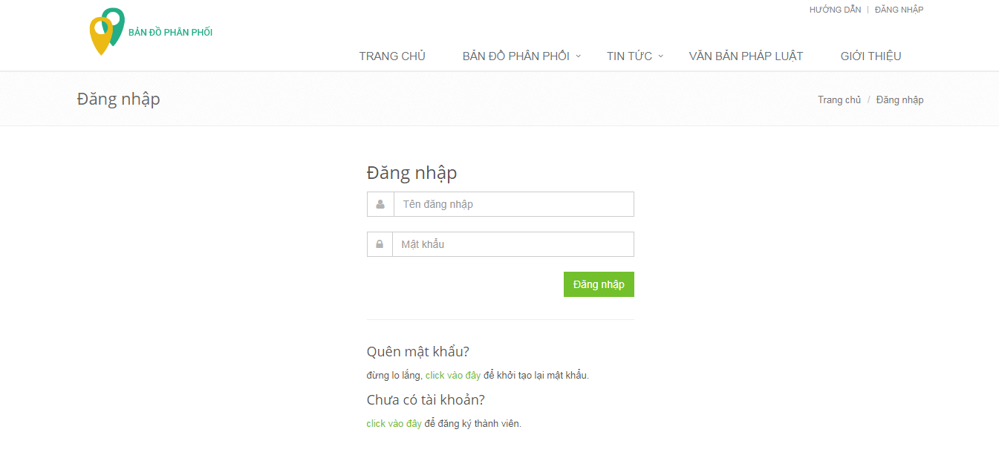 HƯỚNG DẪN | ĐĂNG NHẬP
BẢN ĐỒ PHÂN PHỐI
TRANG CHỦ BẢN ĐỒ PHÂN PHỐI TIN TỨC VĂN BẢN PHÁP LUẬT GIỚI THIỆU
Đăng nhập
Trang chủ / Đăng nhập
Đăng nhập
Tên đăng nhập
Mật khẩu
Đăng nhập
Quên mật khẩu?
đừng lo lắng, click vào đây để khởi tạo lại mật khẩu.
Chưa có tài khoản?
click vào đây để đăng ký thành viên.